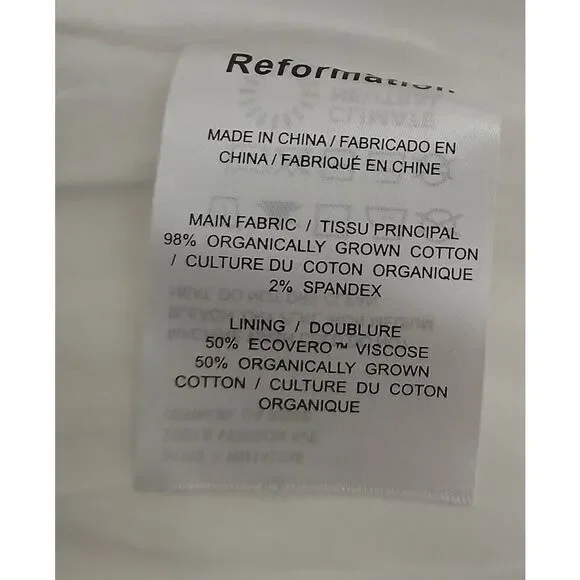 Reformation
MADE IN CHINA / FABRICADO EN
CHINA / FABRIQUÉ EN CHINE
MAIN FABRIC / TISSU PRINCIPAL
98% ORGANICALLY GROWN COTTON
/ CULTURE DU COTON ORGANIQUE
2% SPANDEX
LINING / DOUBLURE
50% ECOVERO™ VISCOSE
50% ORGANICALLY GROWN
COTTON / CULTURE DU COTON
ORGANIQUE